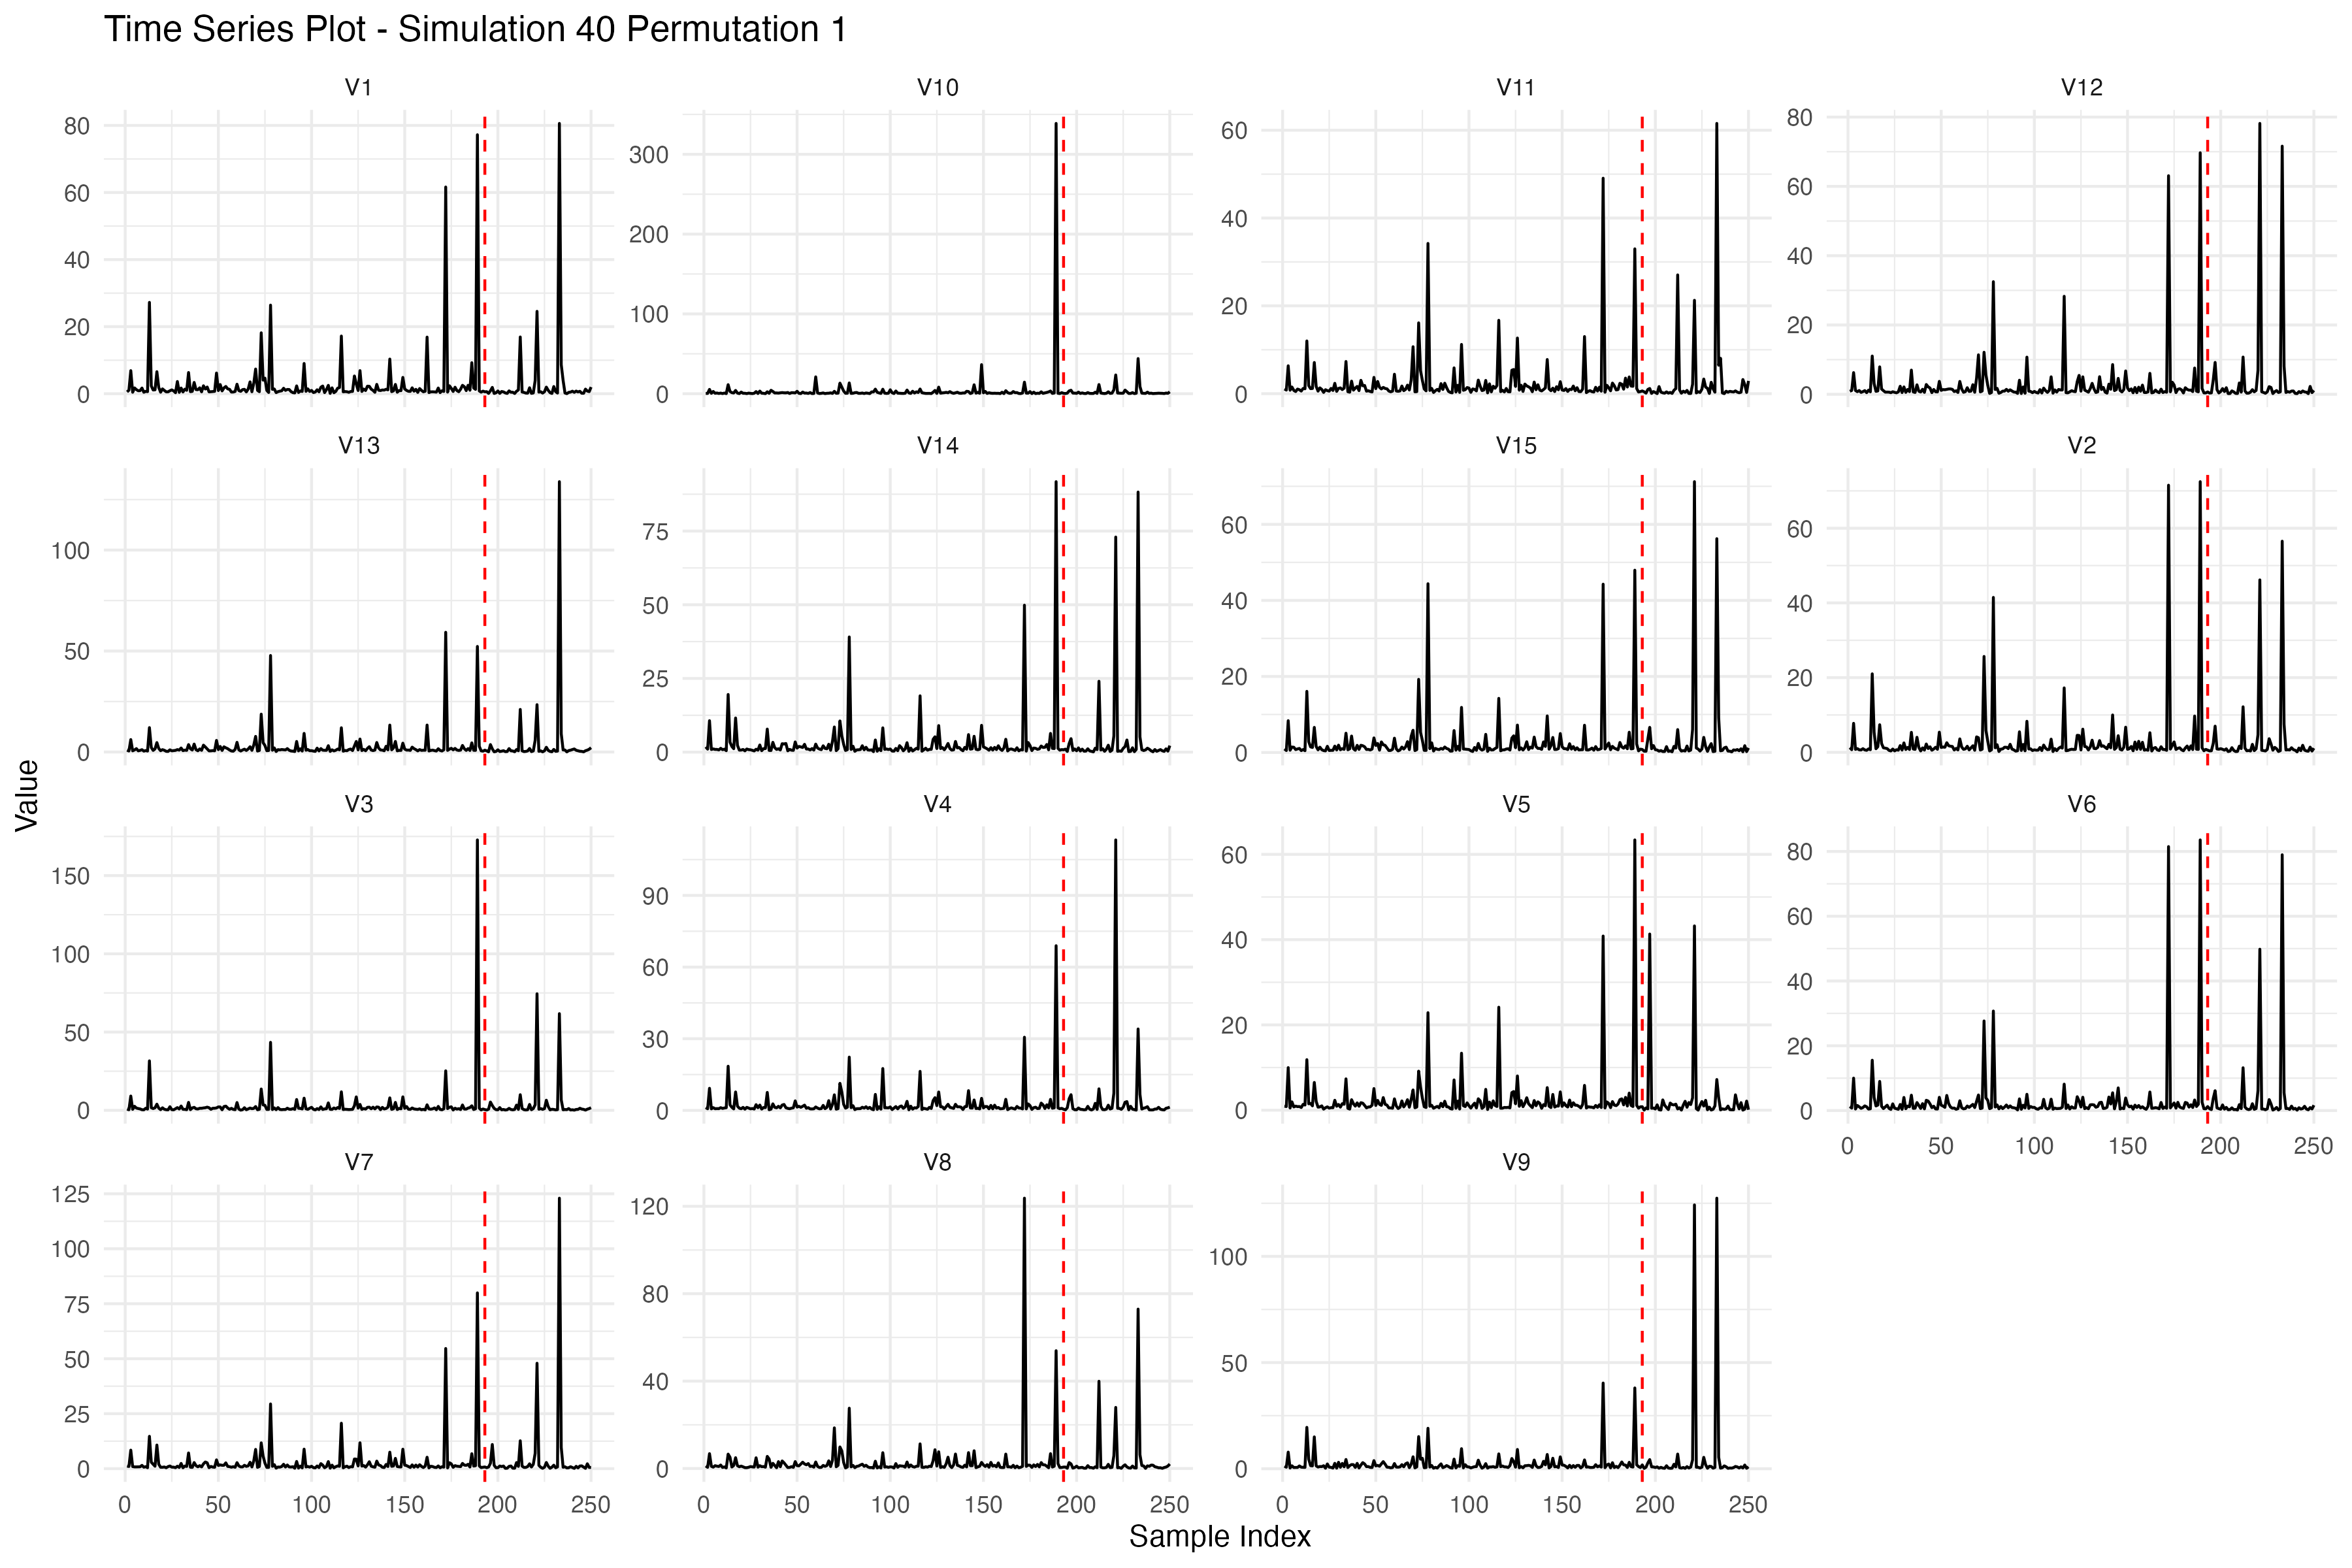 Time Series Plot - Simulation 40 Permutation 1
V1 V10 V11 V12
80 60 40 20 0
300 200 100 0
60 40 20 0
80 60 40 20 0
V13 V14 V15 V2
100 50 0
75 50 25 0
60 40 20 0
60 40 20 0
Value
V3 V4 V5 V6
150 100 50 0
90 60 30 0
60 40 20 0
80 60 40 20 0
0 50 100 150 200 250
V7 V8 V9
125 100 75 50 25 0
120 80 40 0
100 50 0
0 50 100 150 200 250
0 50 100 150 200 250
0 50 100 150 200 250
Sample Index